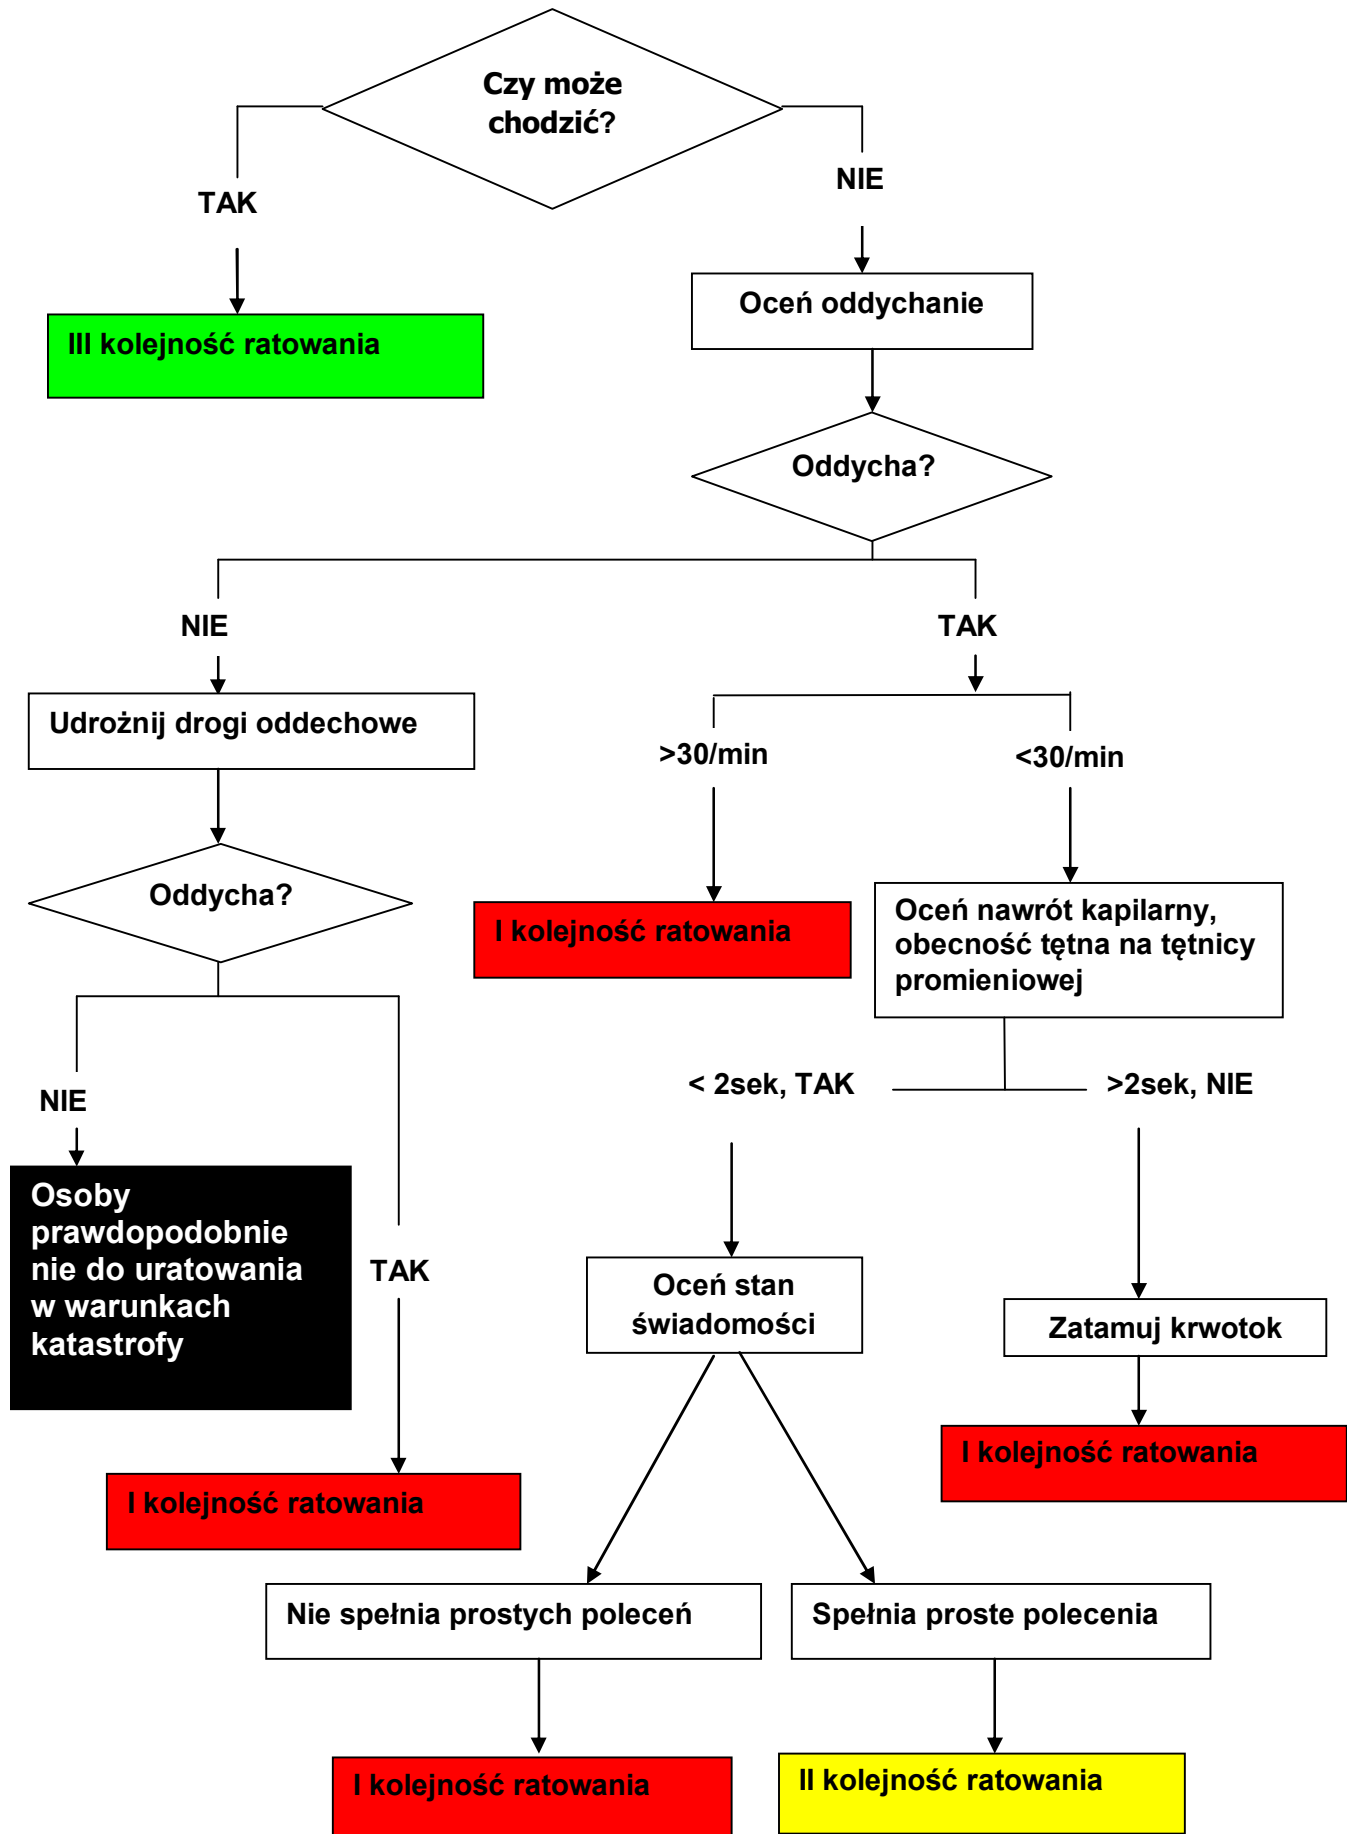 Czy może
chodzić?
TAK
NIE
III kolejność ratowania
Oceń oddychanie
Oddycha?
NIE
TAK
Udrożnij drogi oddechowe
>30/min
<30/min
Oddycha?
I kolejność ratowania
Oceń nawrót kapilarny,
obecność tętna na tętnicy
promieniowej
< 2sek, TAK
>2sek, NIE
NIE
TAK
Osoby
prawdopodobnie
nie do uratowania
w warunkach
katastrofy
Oceń stan
świadomości
Zatamuj krwotok
I kolejność ratowania
I kolejność ratowania
Nie spełnia prostych poleceń
Spełnia proste polecenia
I kolejność ratowania
II kolejność ratowania